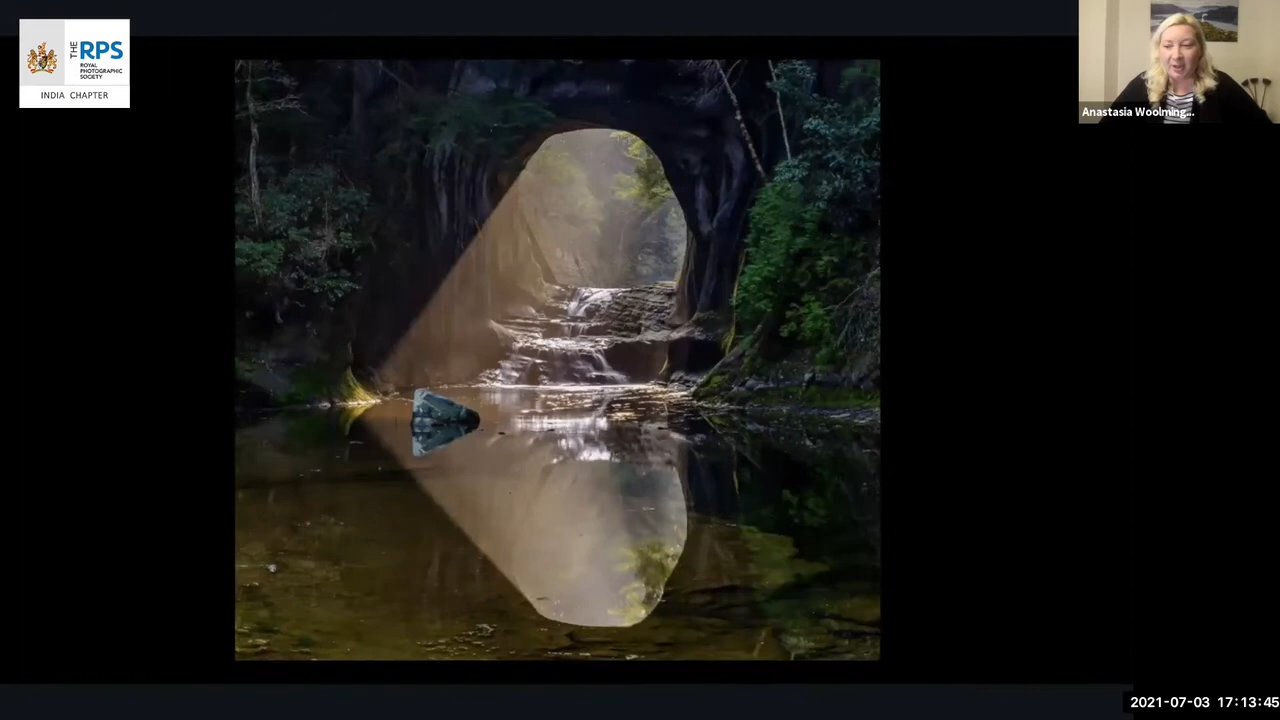 THE RPS
ROYAL
PHOTOGRAPHIC
SOCIETY
INDIA CHAPTER
Anastasia Woolming...
2021-07-03 17:13:45